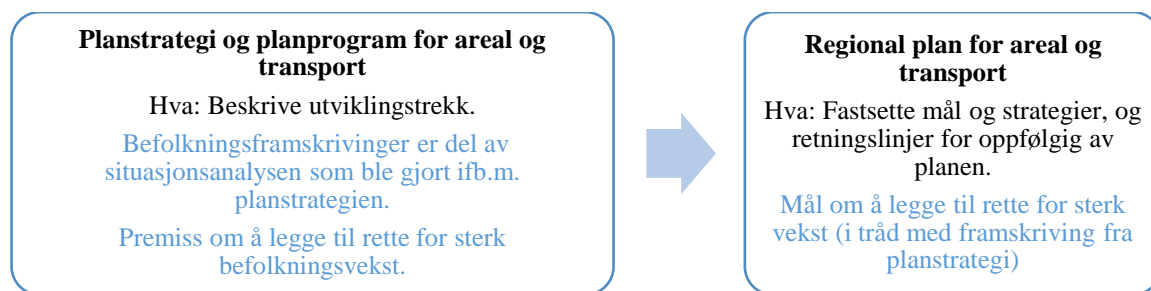 Planstrategi og planprogram for areal og
transport
Hva: Beskrive utviklingstrekk.
Befolkningsframskrivinger er del av
situasjonsanalysen som ble gjort ifb.m.
planstrategien.
Premiss om å legge til rette for sterk
befolkningsvekst.
Regional plan for areal og
transport
Hva: Fastsette mål og strategier, og
retningslinjer for oppfølgig av
planen.
Mål om å legge til rette for sterk
vekst (i tråd med framskriving fra
planstrategi)